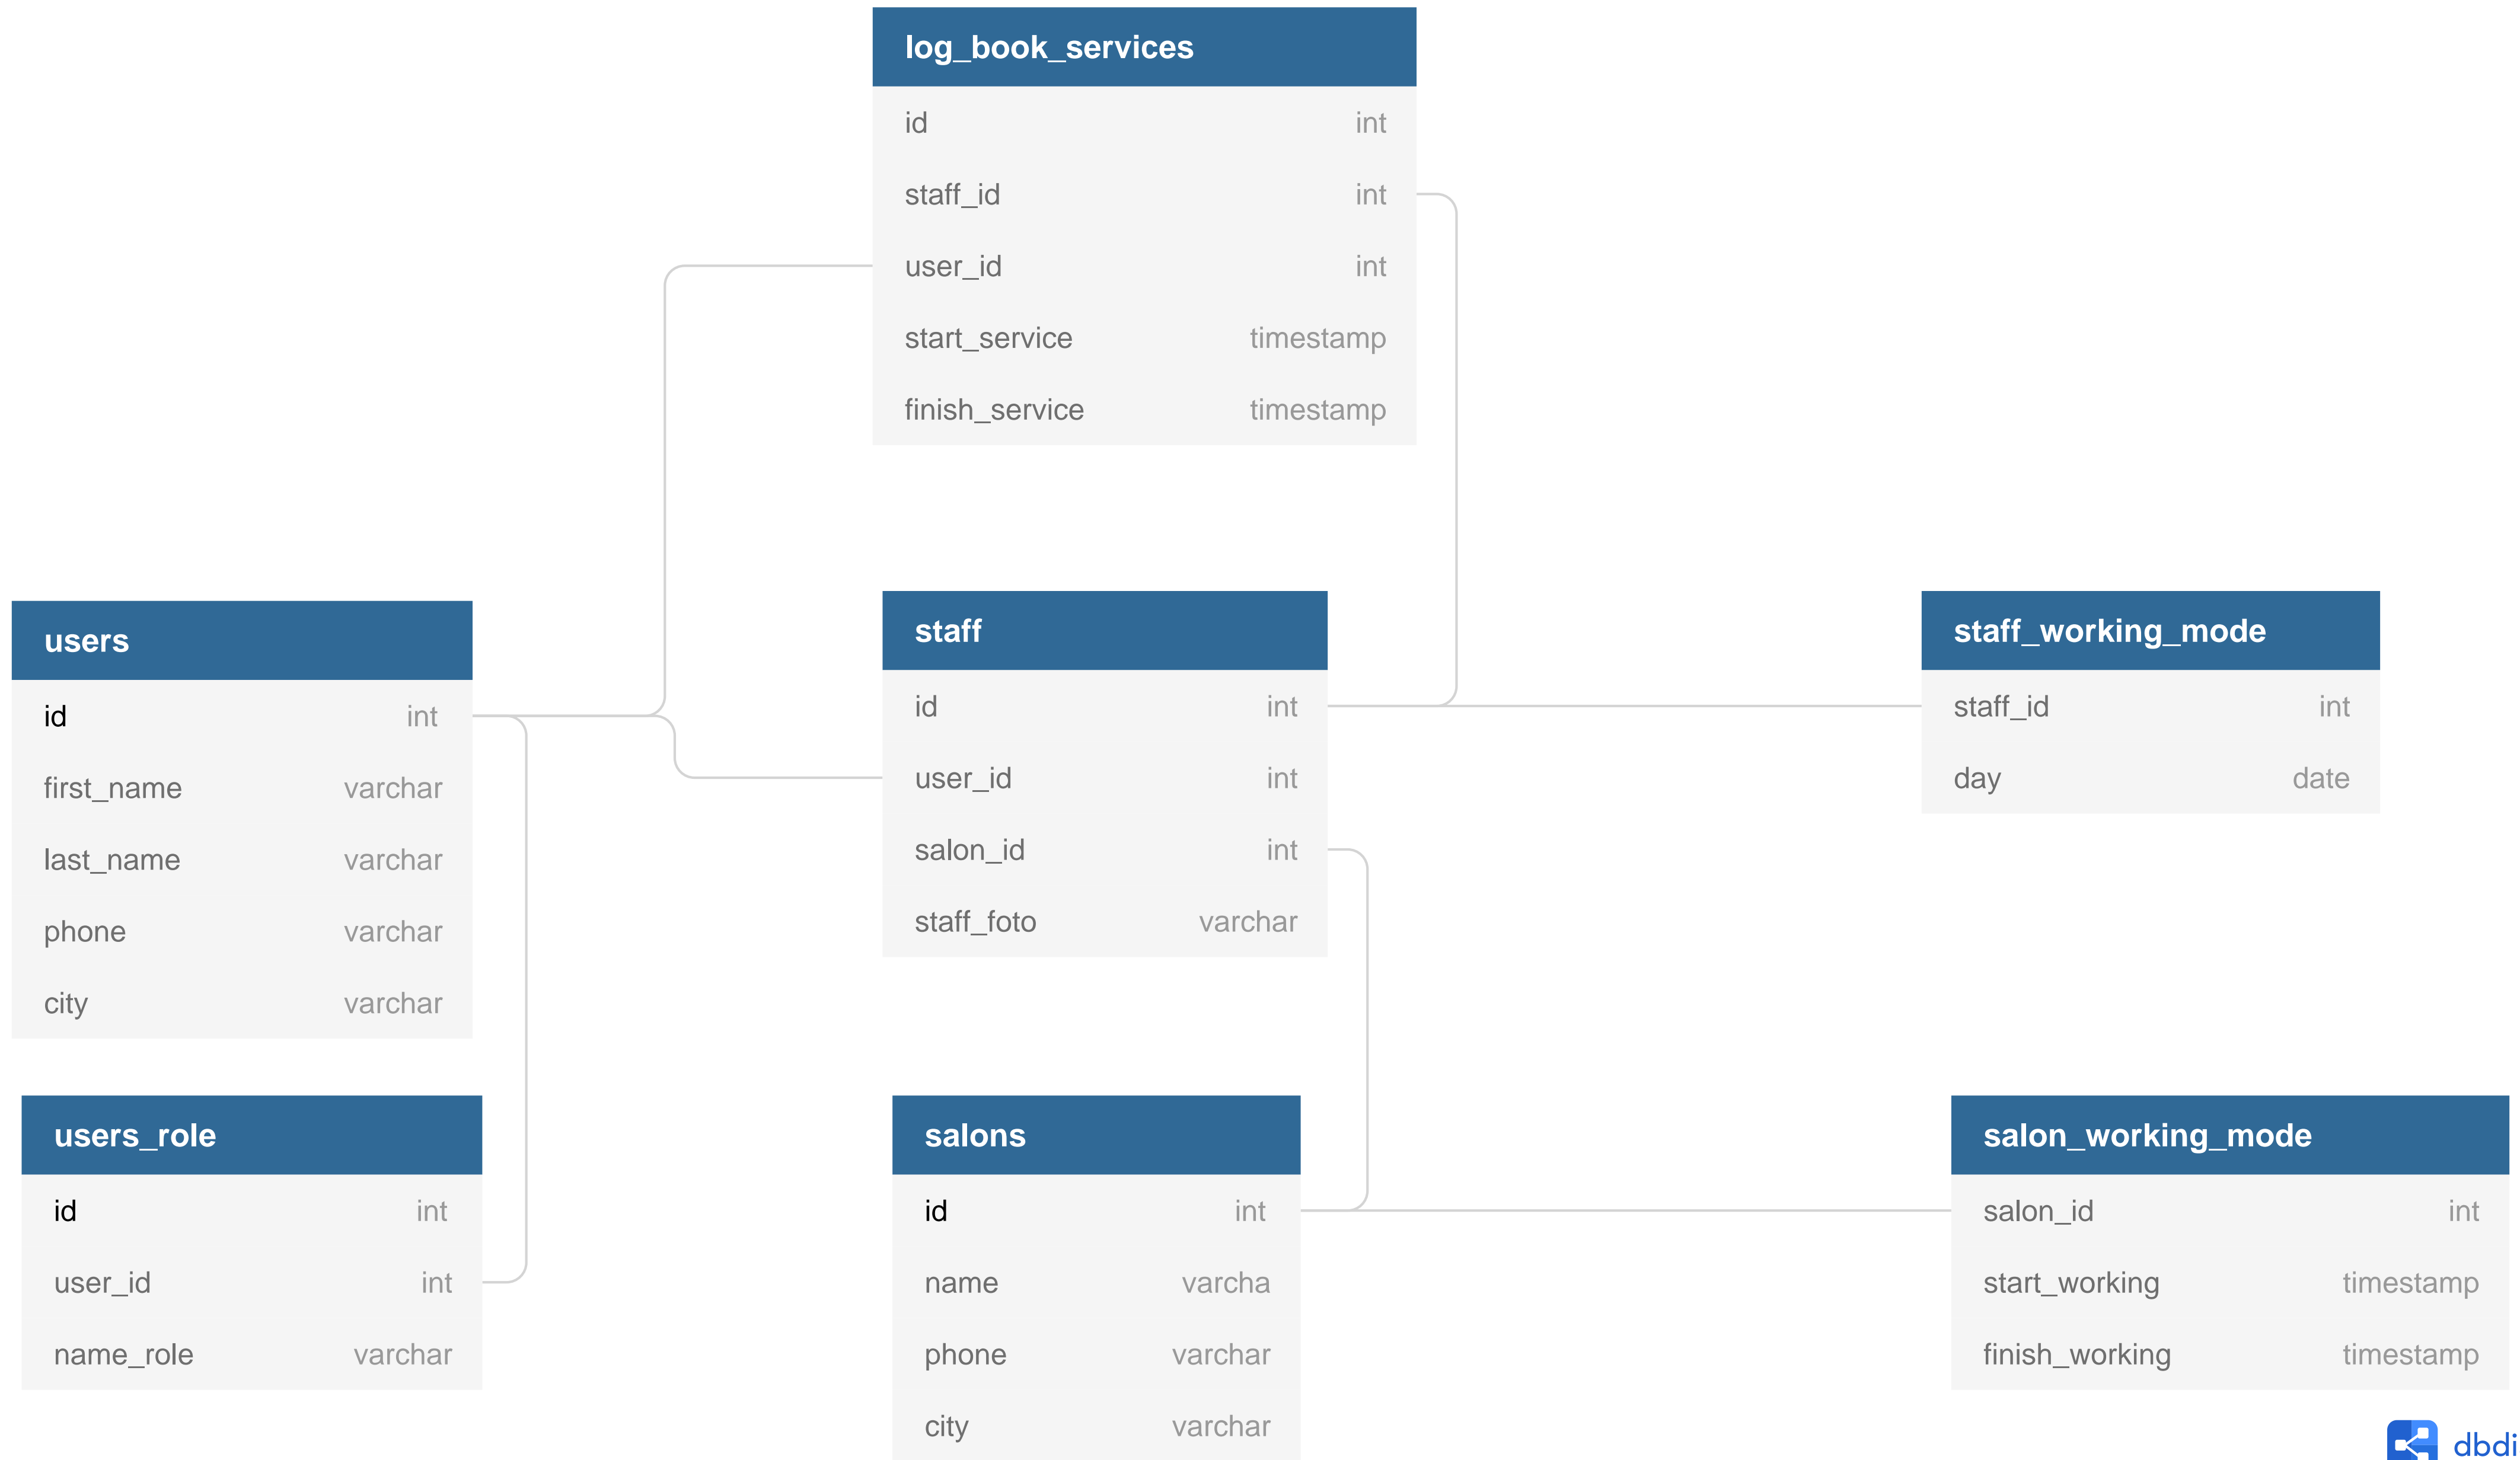 log_book_services
id int
staff_id int
user_id int
start_service timestamp
finish_service timestamp
users
id int
first_name varchar
last_name varchar
phone varchar
city varchar
staff
id int
user_id int
salon_id int
staff_foto varchar
staff_working_mode
staff_id int
day date
users_role
id int
user_id int
name_role varchar
salons
id int
name varcha
phone varchar
city varchar
salon_working_mode
salon_id int
start_working timestamp
finish_working timestamp
dbdi